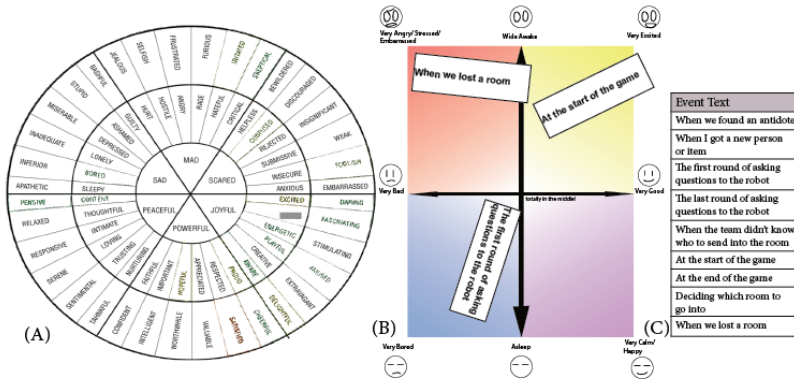 APATHETIC
INFERIOR
INADEQUATE
MISERABLE
STUPID
BASHFUL
JEALOUS
SELFISH
FRUSTRATED
FURIOUS
IRRITATED
SKEPTICAL
BEWILDERED
DISCOURAGED
INSIGNIFICANT
WEAK
FOOLISH
EMBARRASSED
DARING
FASCINATING
STIMULATING
AMUSED
EXTRAVAGANT
DELIGHTFUL
CHEERFUL
SATISFIED
VALUABLE
WORTHWHILE
INTELLIGENT
CONFIDENT
TAHNKFUL
SENTIMENTAL
SERENE
RESPONSIVE
RELAXED
PENSIVE
SLEEPY
BORED
LONELY
DEPRESSED
ASHAMED
GUILTY
HURT
HOSTILE
ANGRY
RAGE
HATEFUL
CRITICAL
HELPLESS
CONFUSED
REJECTED
SUBMISSIVE
INSECURE
ANXIOUS
EXCITED
ENERGETIC
PLAYFUL
CREATIVE
AWARE
PROUD
RESPECTED
APPRECIATED
HOPEFUL
IMPORTANT
FAITHFUL
NURTURING
TRUSTING
LOVING
INTIMATE
THOUGHTFUL
CONTENT
SAD
MAD
SCARED
JOYFUL
POWERFUL
PEACEFUL
(A)
Very Angry/Stressed/
Embarrassed
Wide Awake
Very Excited
When we lost a room
At the start of the game
Very Bad
totally in the middle!
Very Good
The first round of asking
questions to the robot
(B)
Very Bored
Asleep
Very Calm/
Happy
(C)
Event Text
When we found an antidote
When I got a new person
or item
The first round of asking
questions to the robot
The last round of asking
questions to the robot
When the team didn't know
who to send into the room
At the start of the game
At the end of the game
Deciding which room to
go into
When we lost a room